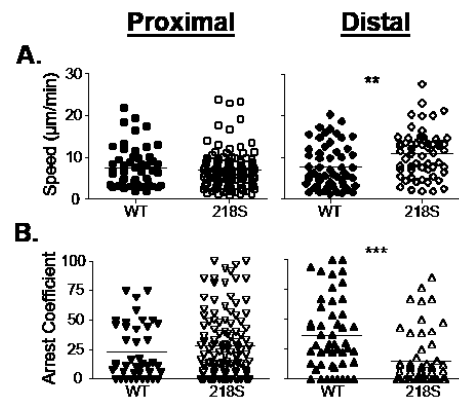 Proximal Distal
A.
Speed (µm/min)
30
20
10
0
**
WT 218S WT 218S
B.
Arrest Coefficient
100
75
50
25
0
***
WT 218S WT 218S